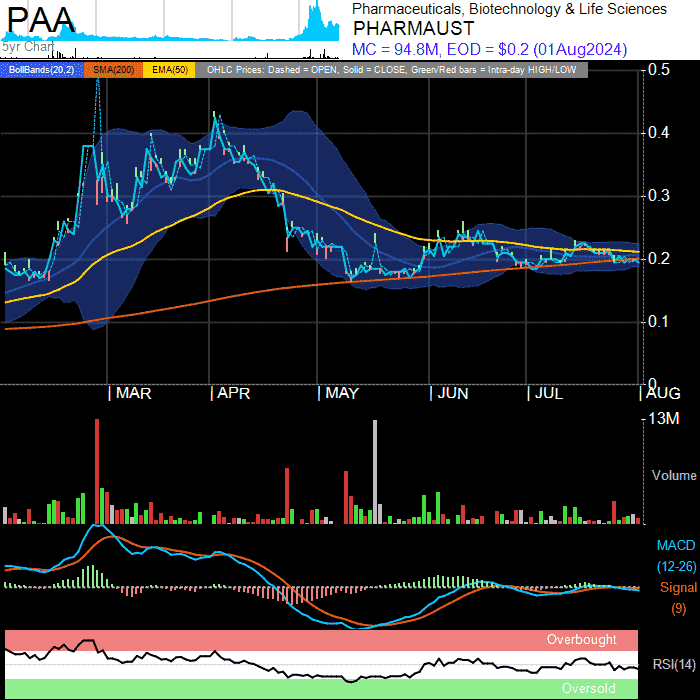 PAA
5yr Chart
Pharmaceuticals, Biotechnology & Life Sciences
PHARMAUST
MC = 94.8M, EOD = $0.2 (01Aug2024)
BollBands(20,2) SMA(200) EMA(50) OHLC Prices: Dashed = OPEN, Solid = CLOSE, Green/Red bars = Intra-day HIGH/LOW
0.5
0.4
0.3
0.2
0.1
0
MAR APR MAY JUN JUL AUG
13M
Volume
MACD
(12-26)
Signal
(9)
Overbought
RSI(14)
Oversold